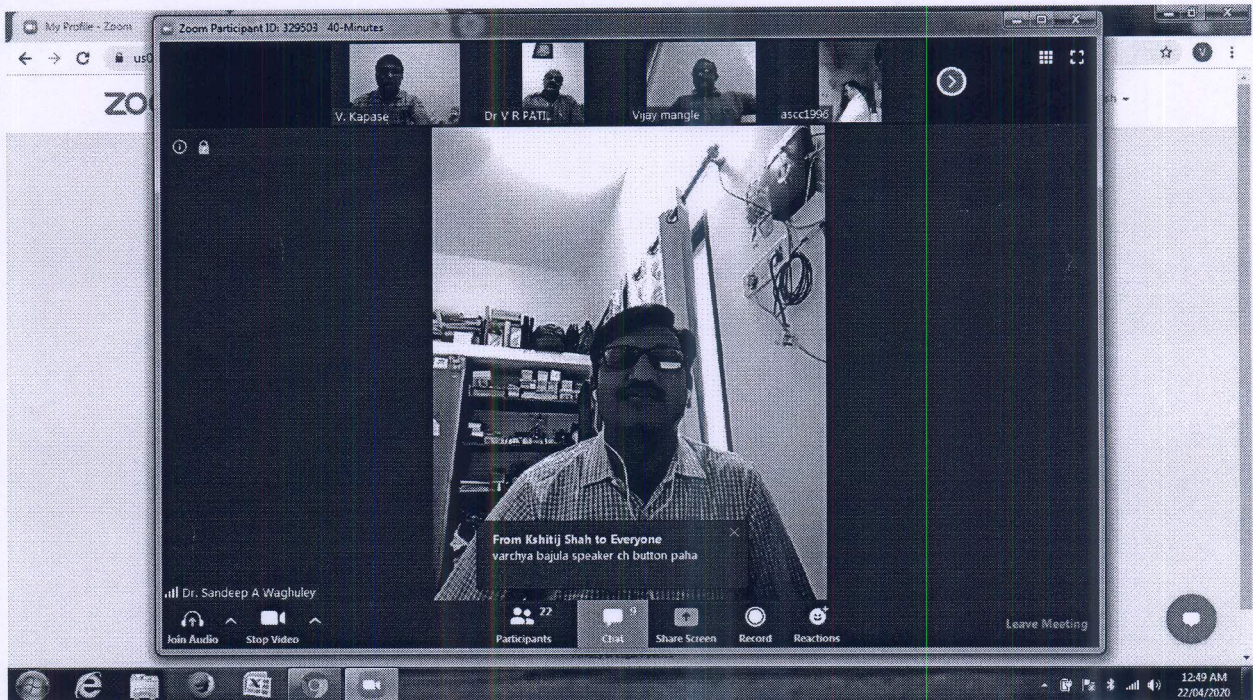 My Profile - Zoom
Zoom Participant ID: 329503 40-Minutes
V. Kapase
Dr V R PATIL
Vijay mangle
ascc1996
From Kshitij Shah to Everyone
varchya bajula speaker ch button paha
Dr. Sandeep A Waghuley
Join Audio
Stop Video
22
Participants
9
Chat
Share Screen
Record
Reactions
Leave Meeting
12:49 AM
22/04/2020